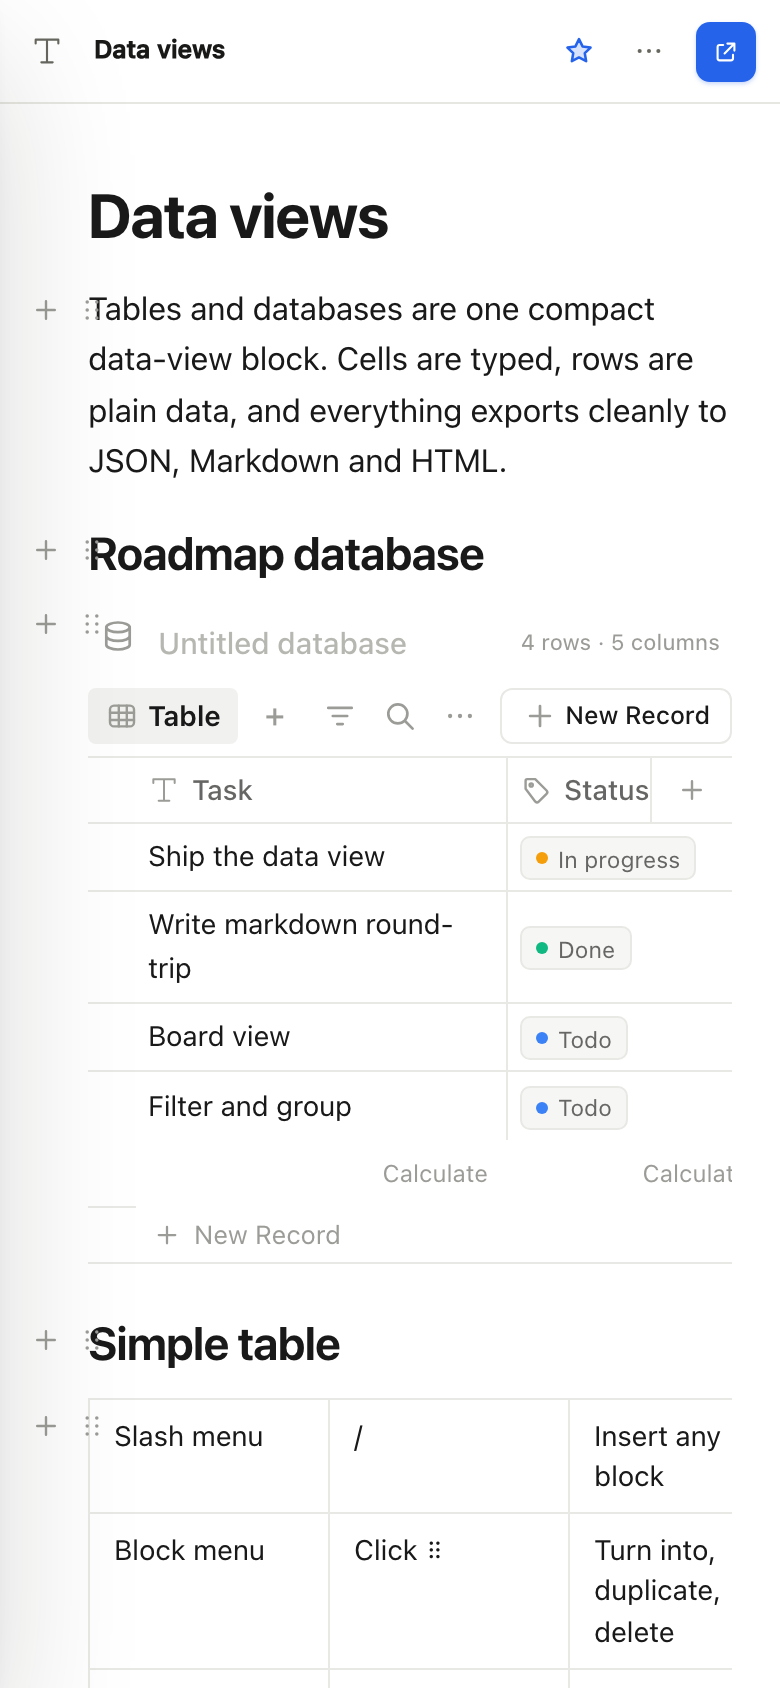 Data views
Data views
Tables and databases are one compact
data-view block. Cells are typed, rows are
plain data, and everything exports cleanly to
JSON, Markdown and HTML.
Roadmap database
Untitled database
4 rows · 5 columns
Table
New Record
Task
Status
Ship the data view
In progress
Write markdown round-
trip
Done
Board view
Todo
Filter and group
Todo
Calculate
Calculat
New Record
Simple table
Slash menu
/
Insert any
block
Block menu
Click ⠿
Turn into,
duplicate,
delete